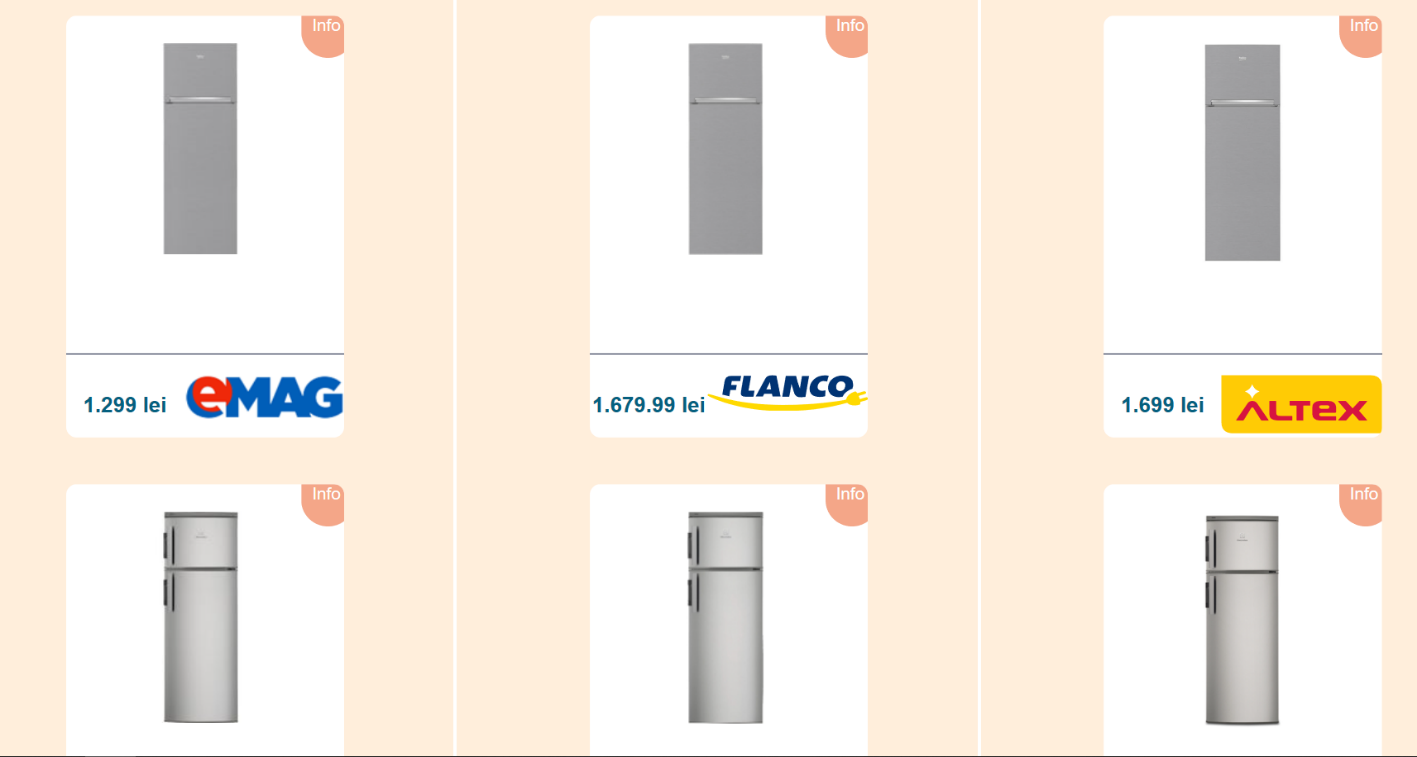 Info
Info
Info
1.299 lei eMAG
1.679.99 lei FLANCO
1.699 lei ALTEX
Info
Info
Info